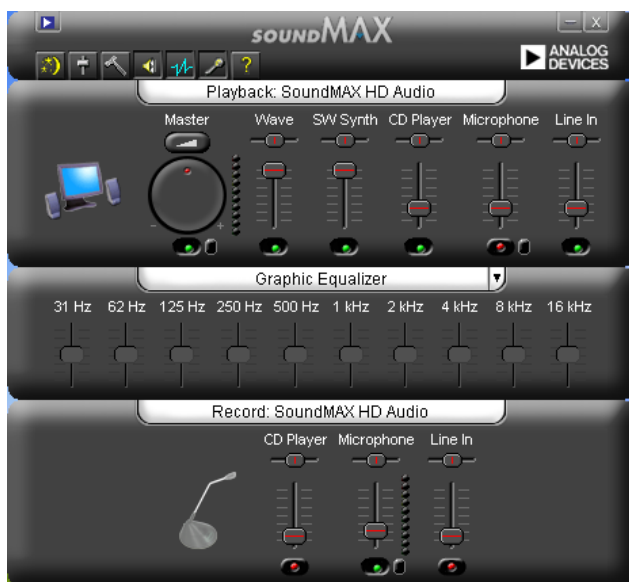 SOUNDMAX
ANALOG
DEVICES
Playback: SoundMAX HD Audio
Master Wave SW Synth CD Player Microphone Line In
- +
Graphic Equalizer
31 Hz 62 Hz 125 Hz 250 Hz 500 Hz 1 kHz 2 kHz 4 kHz 8 kHz 16 kHz
Record: SoundMAX HD Audio
CD Player Microphone Line In